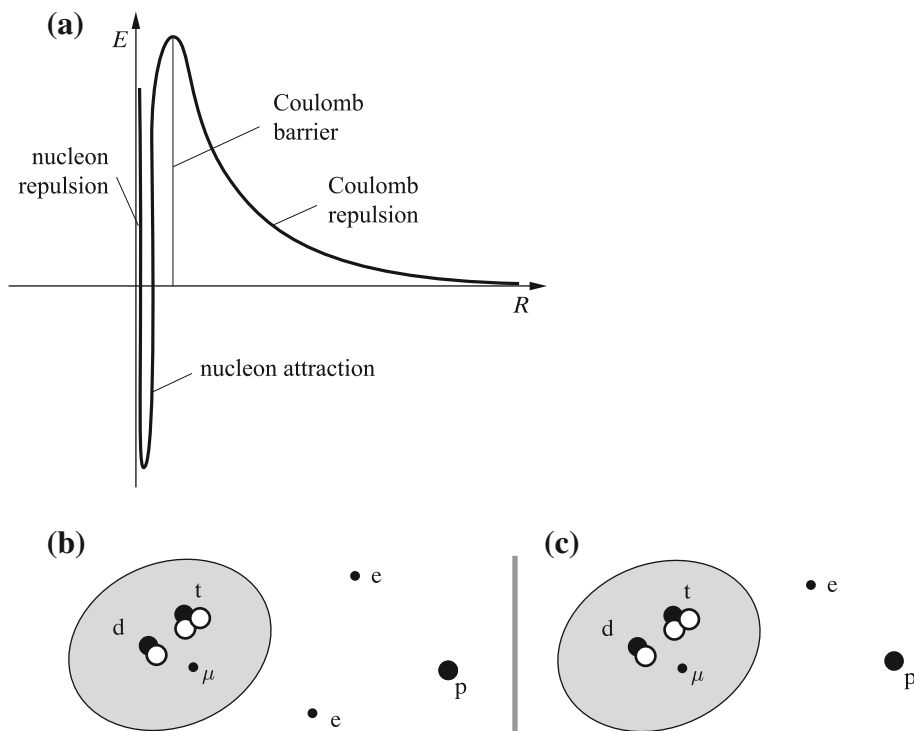 (a)
E
Coulomb
barrier
nucleon
repulsion
Coulomb
repulsion
R
nucleon attraction
(b)
e
t
d
μ
p
e
(c)
e
t
d
μ
p